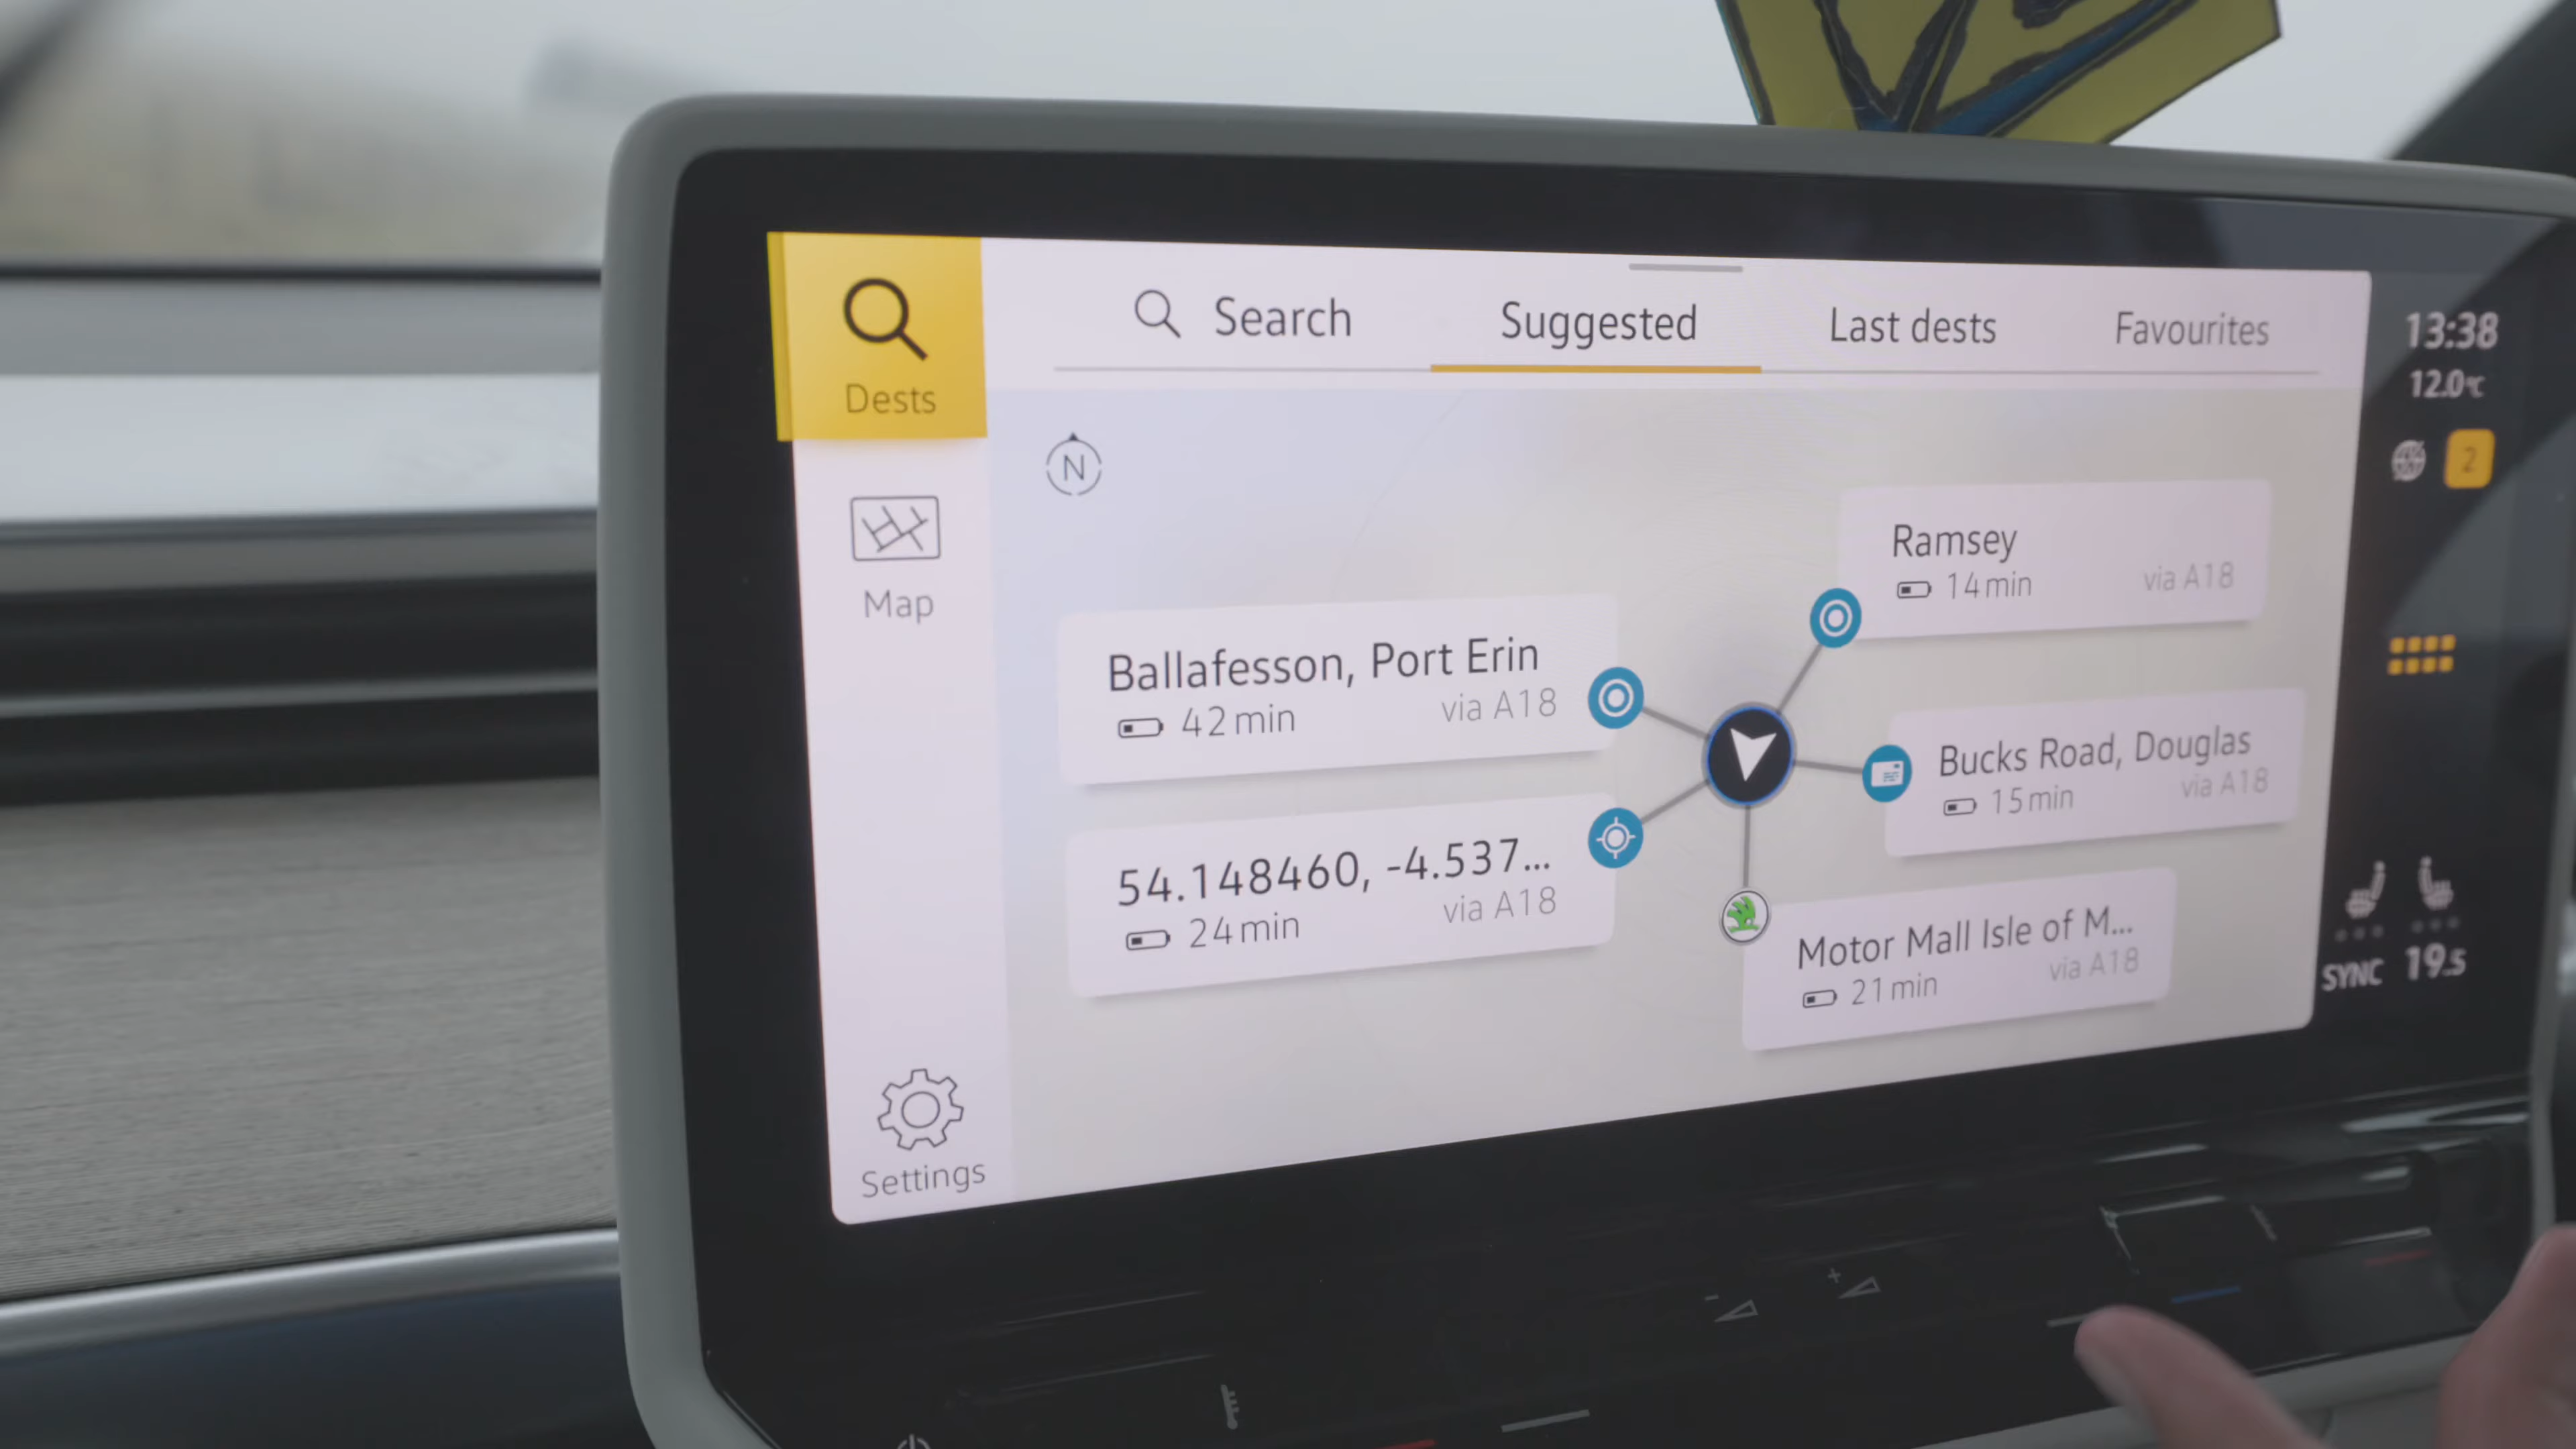 Dests
Map
Settings
Search
Suggested
Last dests
Favourites
N
Ballafesson, Port Erin
42 min via A18
54.148460, -4.537...
24 min via A18
Ramsey
14 min via A18
Bucks Road, Douglas
15 min via A18
Motor Mall Isle of M...
21 min via A18
13:38
12.0°C
2
SYNC 19.5